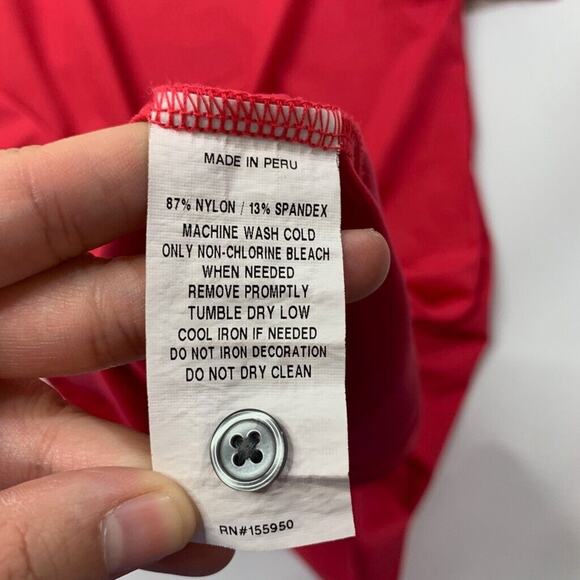 MADE IN PERU
87% NYLON / 13% SPANDEX
MACHINE WASH COLD
ONLY NON-CHLORINE BLEACH
WHEN NEEDED
REMOVE PROMPTLY
TUMBLE DRY LOW
COOL IRON IF NEEDED
DO NOT IRON DECORATION
DO NOT DRY CLEAN
RN#155950